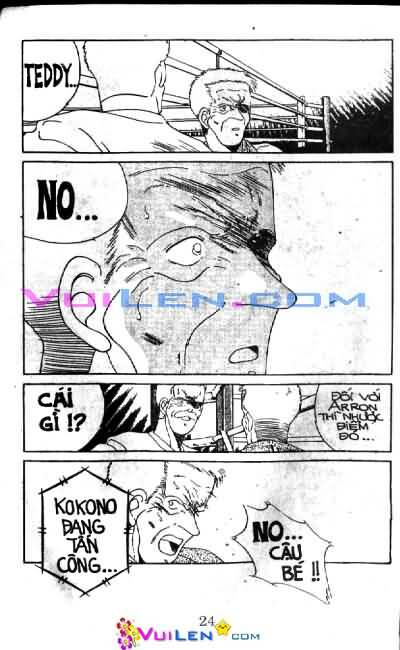 TEDDY...
NO...
VUILEN.COM
CÁI
GÌ !?
ĐỐI VỚI
ARRON
THÌ NHƯỢC
ĐIỂM
ĐÓ...
KOKONO
ĐANG
TẤN
CÔNG...
NO...
CẬU
BÉ !!
24
VUILEN.COM